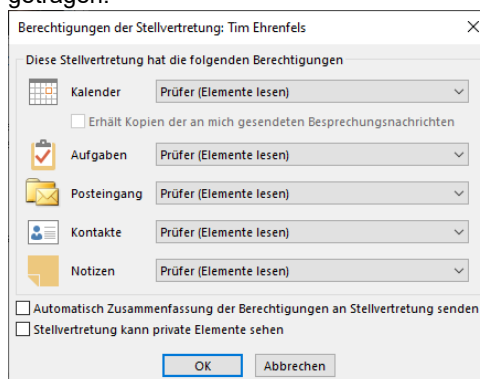 getragen.
Berechtigungen der Stellvertretung: Tim Ehrenfels
Diese Stellvertretung hat die folgenden Berechtigungen
Kalender Prüfer (Elemente lesen)
Erhält Kopien der an mich gesendeten Besprechungsnachrichten
Aufgaben Prüfer (Elemente lesen)
Posteingang Prüfer (Elemente lesen)
Kontakte Prüfer (Elemente lesen)
Notizen Prüfer (Elemente lesen)
Automatisch Zusammenfassung der Berechtigungen an Stellvertretung senden
Stellvertretung kann private Elemente sehen
OK Abbrechen